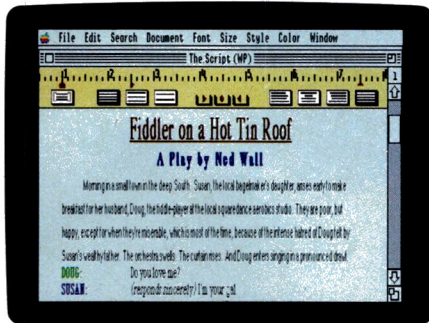 File Edit Search Document Font Size Style Color Window
The Script (WP)
1
Fiddler on a Hot Tin Roof
A Play by Ned Wall
Morning in a small town in the deep South. Susan, the local bagelmaker's daughter, arises early to make
breakfast for her husband, Doug, the fiddle-player at the local squaredance aerobics studio. They are poor, but
happy, except for when they're miserable, which is most of the time, because of the intense hatred of Doug felt by
Susan's wealthy father. The orchestra swells. The curtain rises. And Doug enters singing in a pronounced drawl.
DOUG: Do you love me?
SUSAN: (responds sincerely) I'm your gal